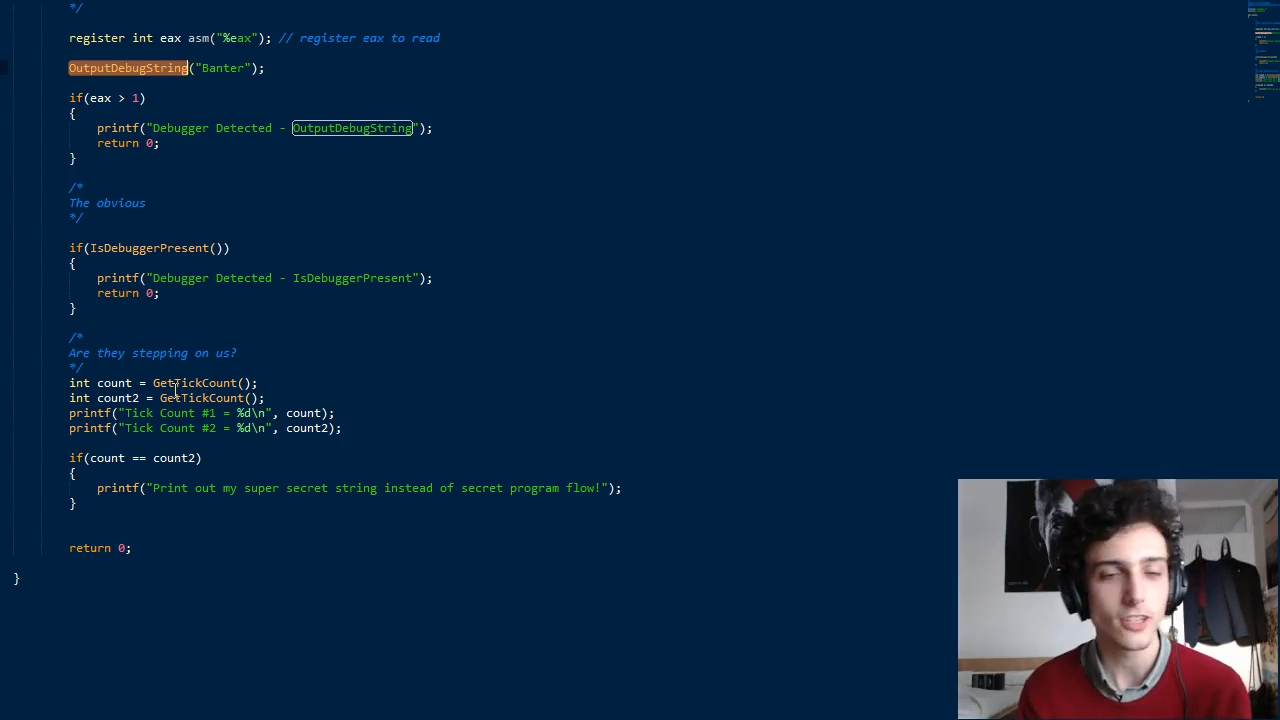 */
register int eax asm("%eax"); // register eax to read
OutputDebugString("Banter");
if(eax > 1)
{
printf("Debugger Detected - OutputDebugString");
return 0;
}
/*
The obvious
*/
if(IsDebuggerPresent())
{
printf("Debugger Detected - IsDebuggerPresent");
return 0;
}
/*
Are they stepping on us?
*/
int count = GetTickCount();
int count2 = GetTickCount();
printf("Tick Count #1 = %d\n", count);
printf("Tick Count #2 = %d\n", count2);
if(count == count2)
{
printf("Print out my super secret string instead of secret program flow!");
}
return 0;
}